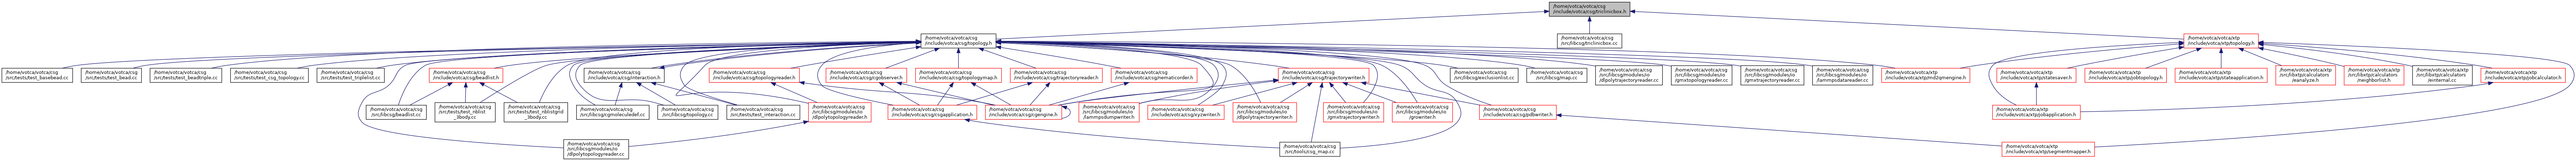 /home/votca/votca/csg
/include/votca/csg/triclinicbox.h
/home/votca/votca/csg
/include/votca/csg/topology.h
/home/votca/votca/csg
/src/libcsg/triclinicbox.cc
/home/votca/votca/xtp
/include/votca/xtp/topology.h
/home/votca/votca/csg
/src/tests/test_basebead.cc
/home/votca/votca/csg
/src/tests/test_bead.cc
/home/votca/votca/csg
/src/tests/test_beadtriple.cc
/home/votca/votca/csg
/src/tests/test_csg_topology.cc
/home/votca/votca/csg
/src/tests/test_triplelist.cc
/home/votca/votca/csg
/include/votca/csg/beadlist.h
/home/votca/votca/csg
/include/votca/csg/interaction.h
/home/votca/votca/csg
/include/votca/csg/topologyreader.h
/home/votca/votca/csg
/include/votca/csg/cgobserver.h
/home/votca/votca/csg
/include/votca/csg/topologymap.h
/home/votca/votca/csg
/include/votca/csg/trajectoryreader.h
/home/votca/votca/csg
/include/votca/csg/nematicorder.h
/home/votca/votca/csg
/include/votca/csg/trajectorywriter.h
/home/votca/votca/csg
/src/libcsg/exclusionlist.cc
/home/votca/votca/csg
/src/libcsg/map.cc
/home/votca/votca/csg
/src/libcsg/modules/io
/dlpolytrajectoryreader.cc
/home/votca/votca/csg
/src/libcsg/modules/io
/gmxtopologyreader.cc
/home/votca/votca/csg
/src/libcsg/modules/io
/gmxtrajectoryreader.cc
/home/votca/votca/csg
/src/libcsg/modules/io
/lammpsdatareader.cc
/home/votca/votca/xtp
/include/votca/xtp/md2qmengine.h
/home/votca/votca/xtp
/include/votca/xtp/statesaver.h
/home/votca/votca/xtp
/include/votca/xtp/jobtopology.h
/home/votca/votca/xtp
/include/votca/xtp/stateapplication.h
/home/votca/votca/xtp
/src/libxtp/calculators
/eanalyze.h
/home/votca/votca/xtp
/src/libxtp/calculators
/neighborlist.h
/home/votca/votca/xtp
/src/libxtp/calculators
/einternal.cc
/home/votca/votca/xtp
/include/votca/xtp/qmcalculator.h
/home/votca/votca/csg
/src/libcsg/beadlist.cc
/home/votca/votca/csg
/src/tests/test_nblist
_3body.cc
/home/votca/votca/csg
/src/tests/test_nblistgrid
_3body.cc
/home/votca/votca/csg
/src/libcsg/cgmoleculedef.cc
/home/votca/votca/csg
/src/libcsg/topology.cc
/home/votca/votca/csg
/src/tests/test_interaction.cc
/home/votca/votca/csg
/src/libcsg/modules/io
/dlpolytopologyreader.h
/home/votca/votca/csg
/include/votca/csg/csgapplication.h
/home/votca/votca/csg
/include/votca/csg/cgengine.h
/home/votca/votca/csg
/src/libcsg/modules/io
/lammpsdumpwriter.h
/home/votca/votca/csg
/include/votca/csg/xyzwriter.h
/home/votca/votca/csg
/src/libcsg/modules/io
/dlpolytrajectorywriter.h
/home/votca/votca/csg
/src/libcsg/modules/io
/gmxtrajectorywriter.h
/home/votca/votca/csg
/src/libcsg/modules/io
/growriter.h
/home/votca/votca/csg
/include/votca/csg/pdbwriter.h
/home/votca/votca/xtp
/include/votca/xtp/jobapplication.h
/home/votca/votca/csg
/src/libcsg/modules/io
/dlpolytopologyreader.cc
/home/votca/votca/csg
/src/tools/csg_map.cc
/home/votca/votca/xtp
/include/votca/xtp/segmentmapper.h